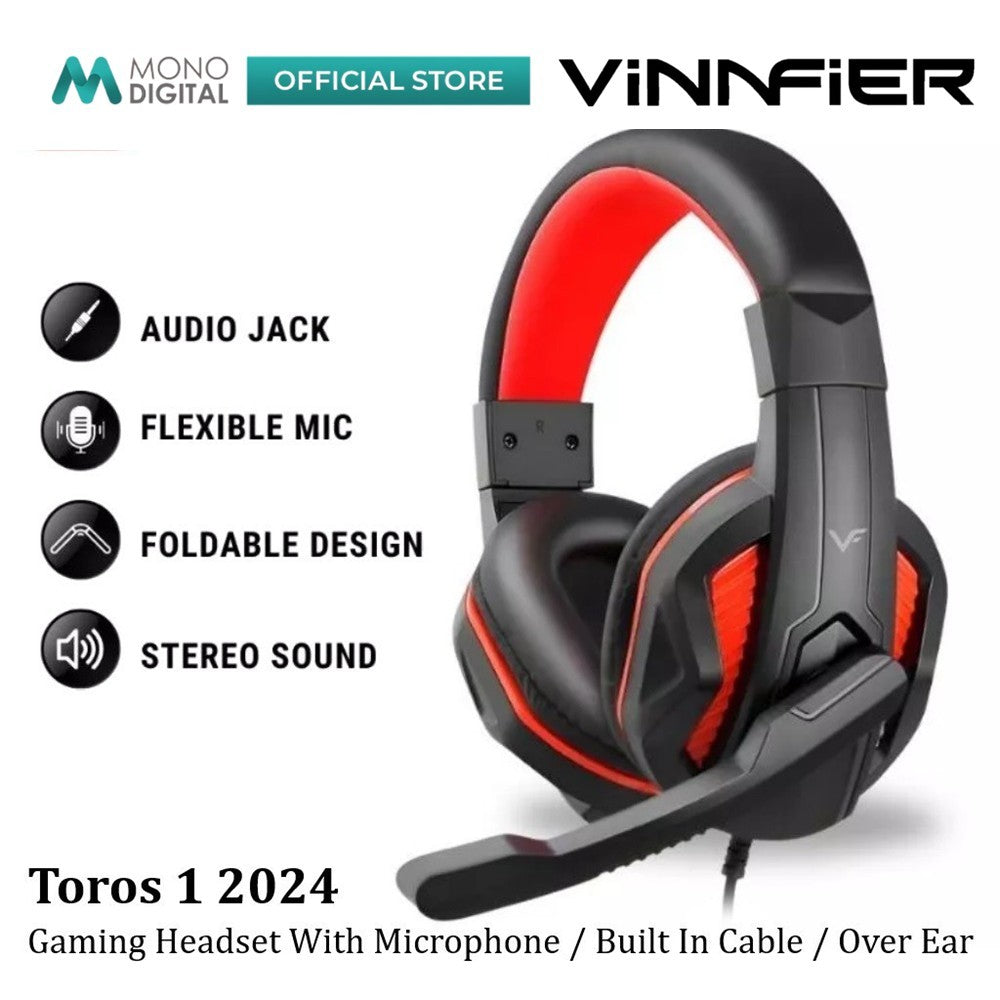 MONO
DIGITAL
OFFICIAL STORE
ViNNFiER
AUDIO JACK
FLEXIBLE MIC
FOLDABLE DESIGN
STEREO SOUND
R
VF
Toros 1 2024
Gaming Headset With Microphone / Built In Cable / Over Ear